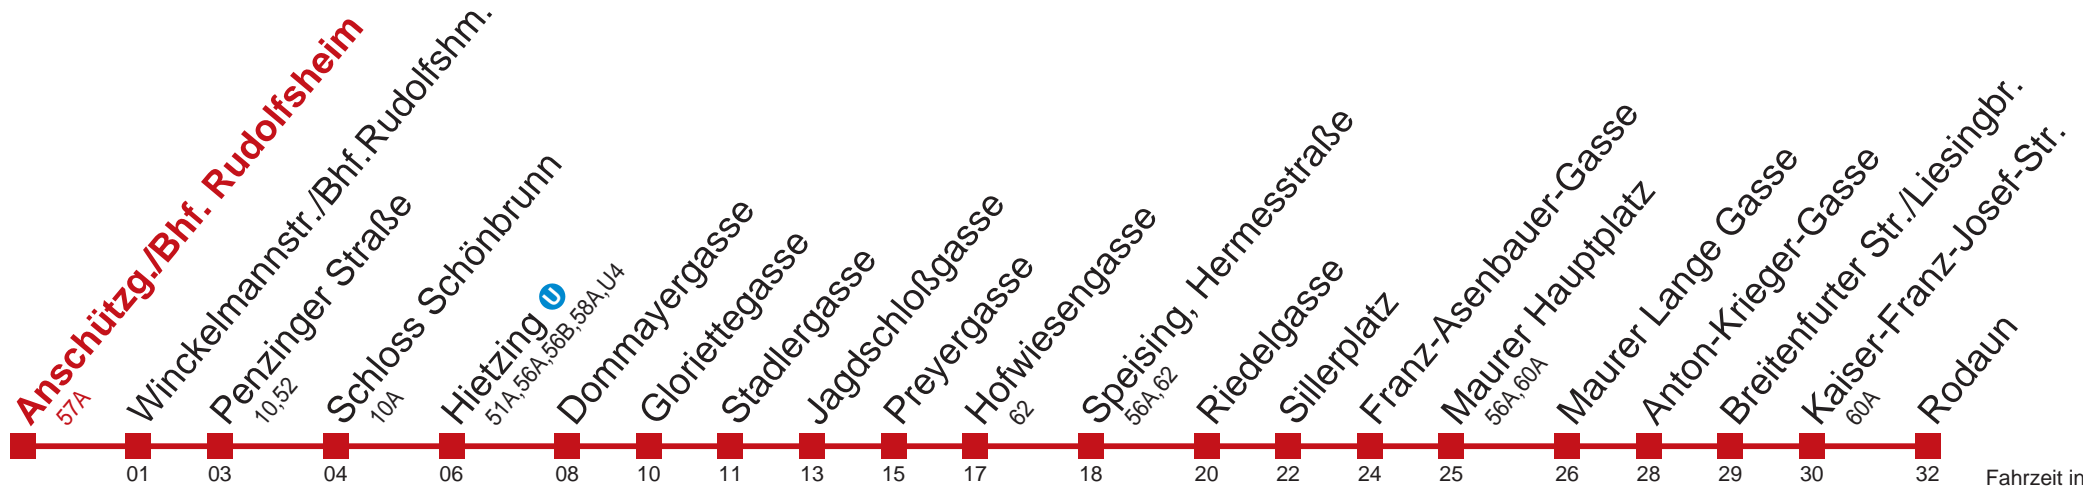 Anschützg./Bhf. Rudolfsheim
57A
Winckelmannstr./Bhf.Rudolfshm.
Penzinger Straße
10,52
Schloss Schönbrunn
10A
Hietzing U
51A,56A,56B,58A,U4
Dommayergasse
Gloriettegasse
Stadlergasse
Jagdschloßgasse
Preyergasse
Hofwiesengasse
62
Speising, Hermesstraße
56A,62
Riedelgasse
Sillerplatz
Franz-Asenbauer-Gasse
Maurer Hauptplatz
56A,60A
Maurer Lange Gasse
Anton-Krieger-Gasse
Breitenfurter Str./Liesingbr.
Kaiser-Franz-Josef-Str.
60A
Rodaun
01 03 04 06 08 10 11 13 15 17 18 20 22 24 25 26 28 29 30 32 Fahrzeit in